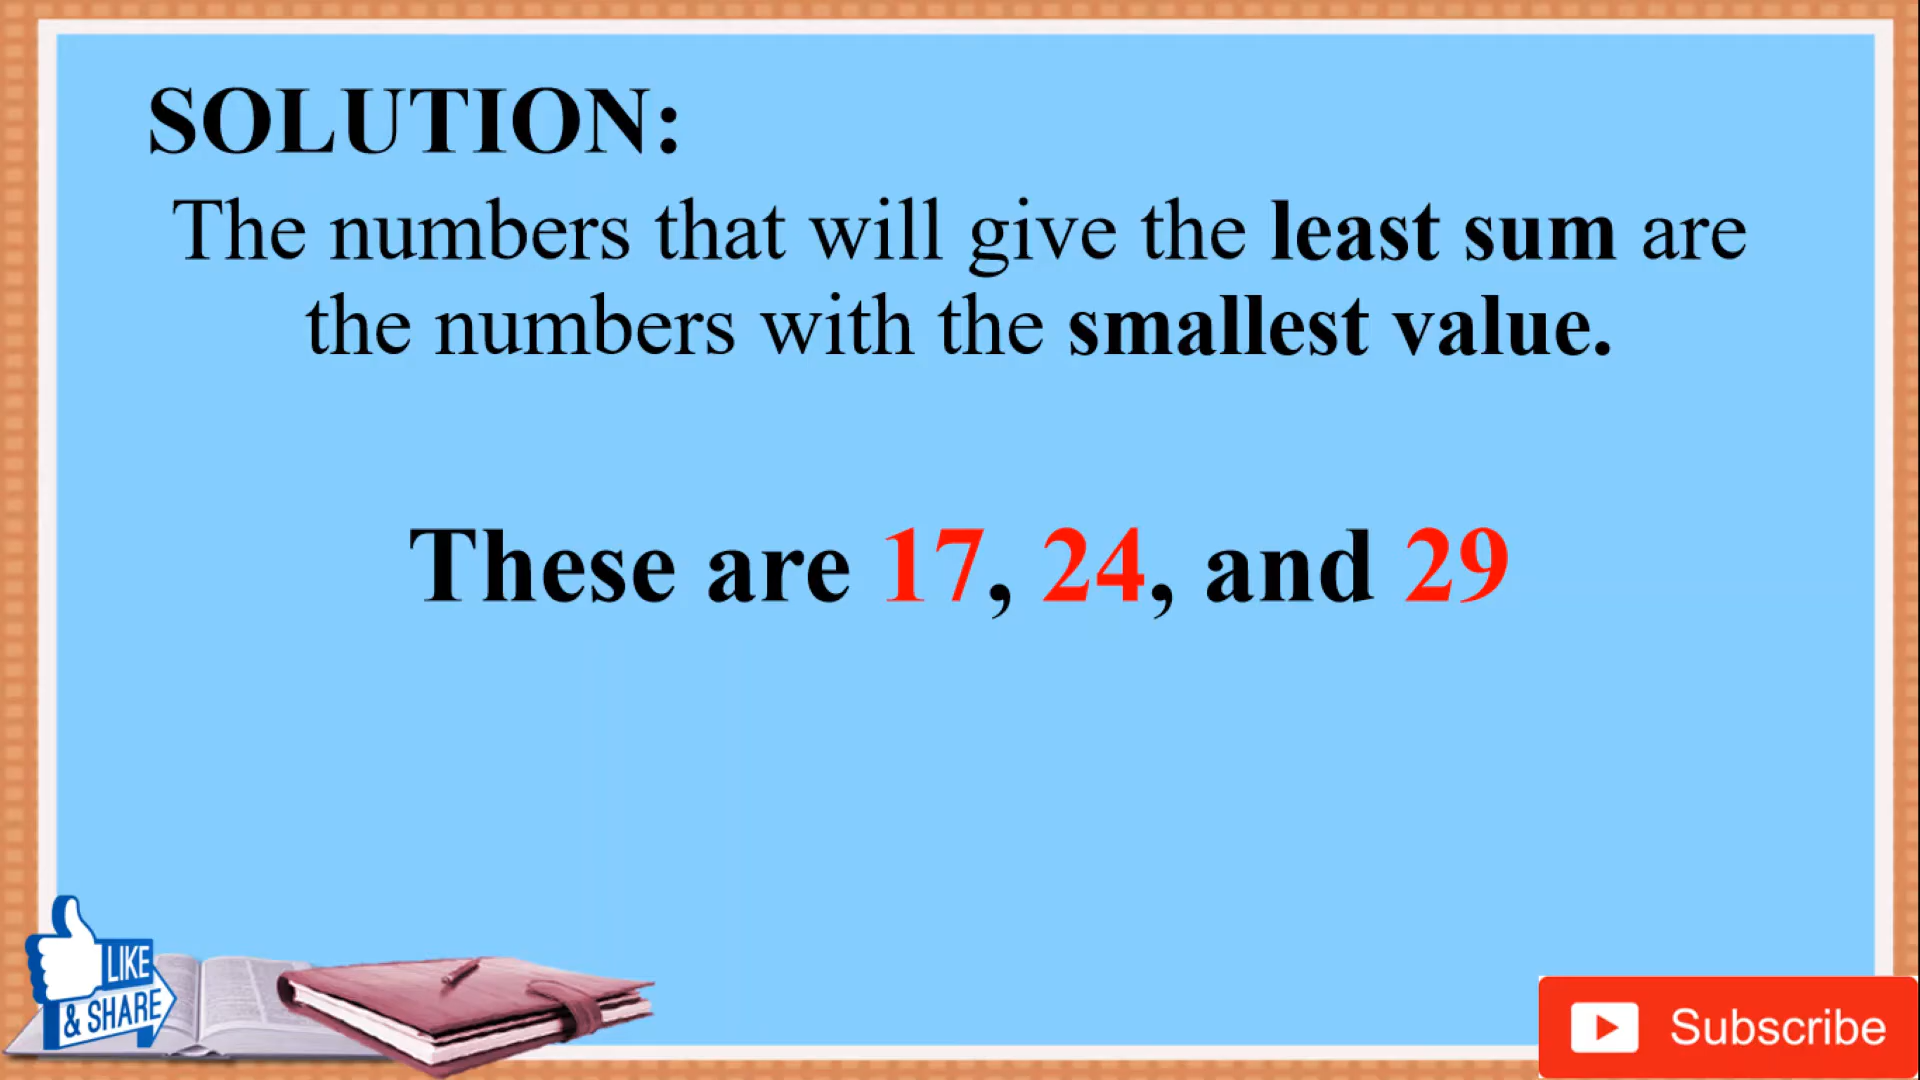 SOLUTION:
The numbers that will give the least sum are
the numbers with the smallest value.
These are 17, 24, and 29
LIKE
& SHARE
Subscribe